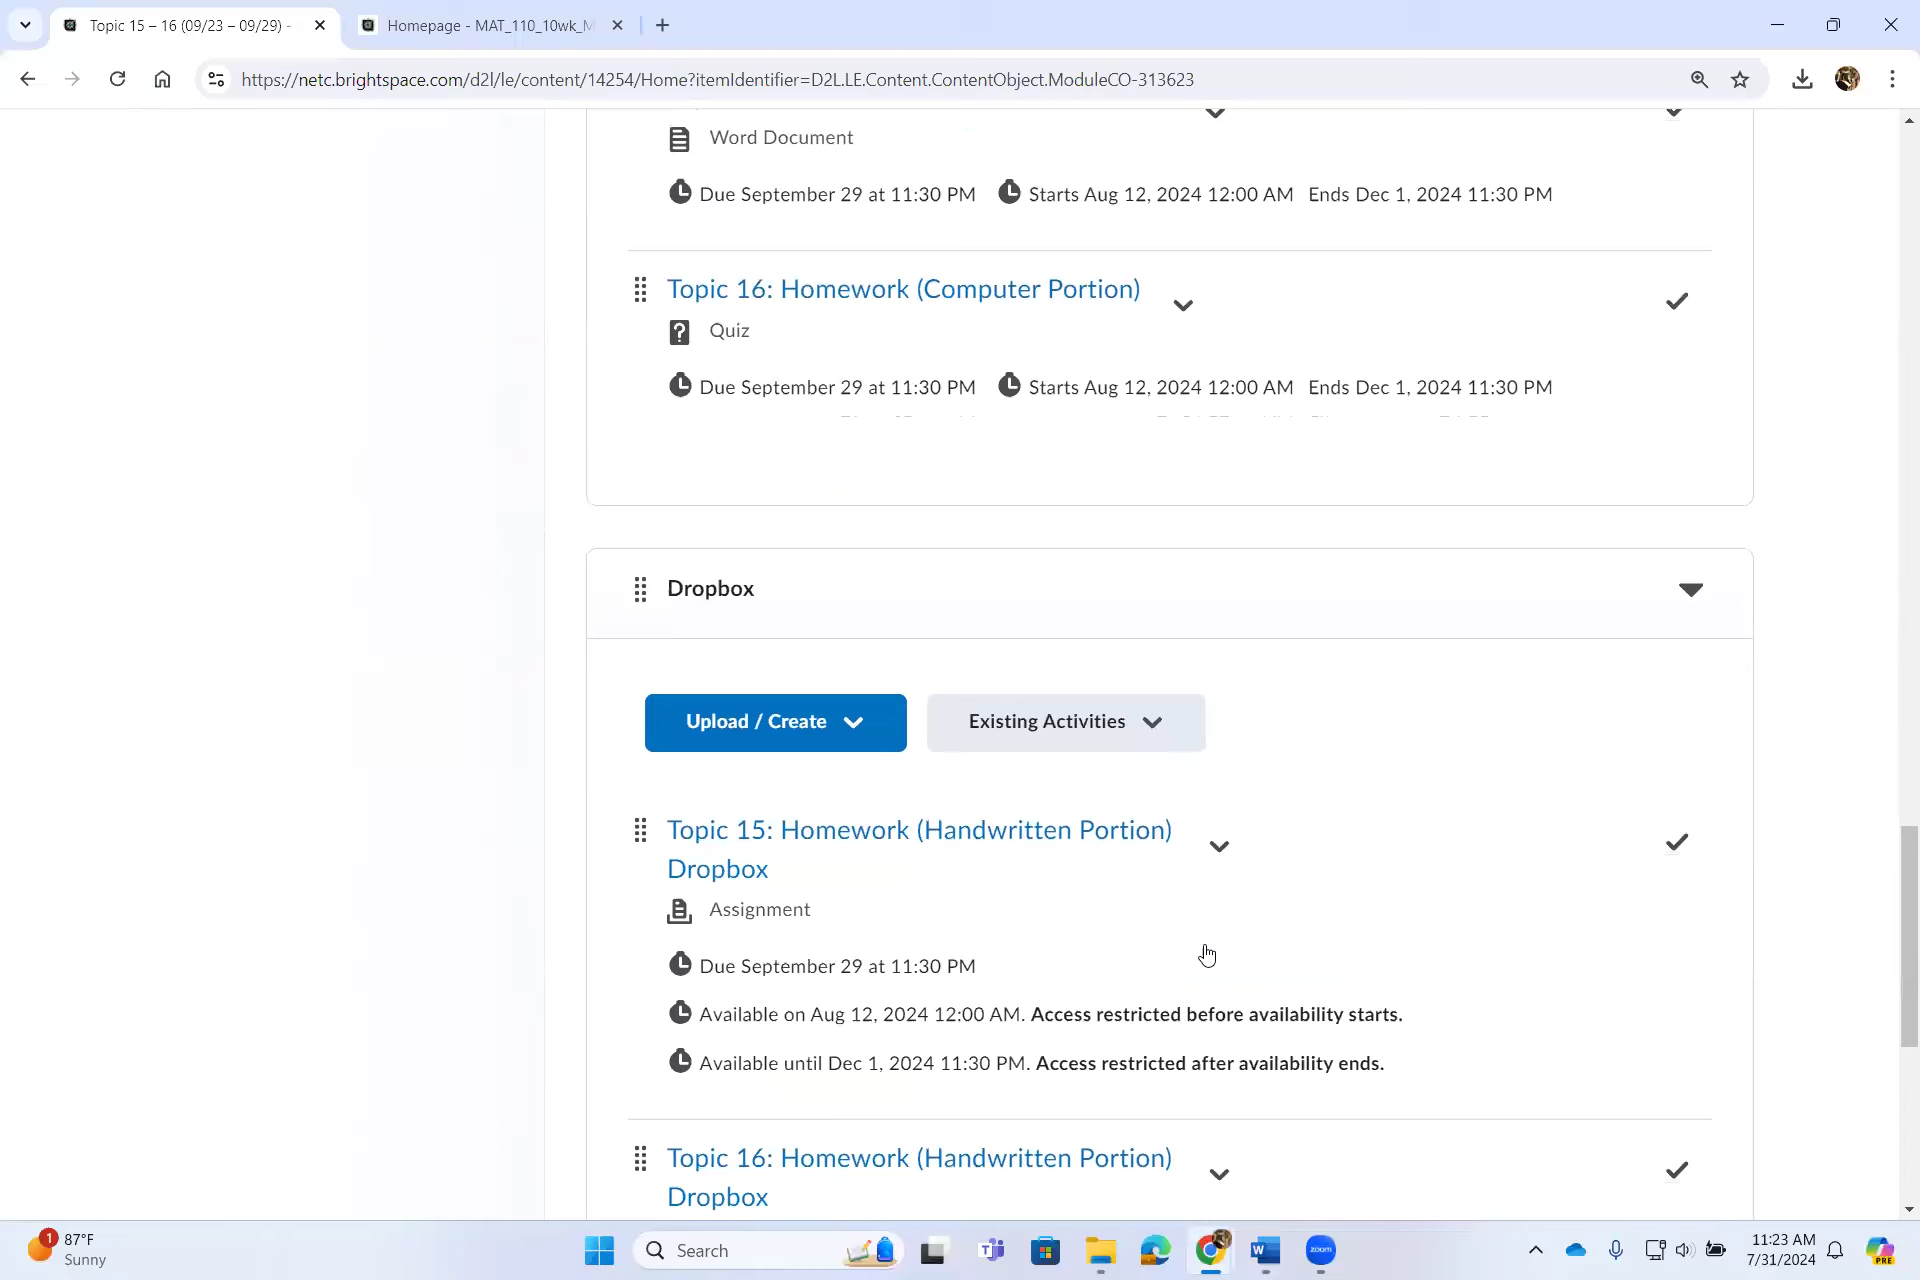 Topic 15 – 16 (09/23 – 09/29) -
Homepage - MAT_110_10wk_M
https://netc.brightspace.com/d2l/le/content/14254/Home?itemIdentifier=D2L.LE.Content.ContentObject.ModuleCO-313623
Word Document
Due September 29 at 11:30 PM Starts Aug 12, 2024 12:00 AM Ends Dec 1, 2024 11:30 PM
Topic 16: Homework (Computer Portion)
Quiz
Due September 29 at 11:30 PM Starts Aug 12, 2024 12:00 AM Ends Dec 1, 2024 11:30 PM
Dropbox
Upload / Create Existing Activities
Topic 15: Homework (Handwritten Portion)
Dropbox
Assignment
Due September 29 at 11:30 PM
Available on Aug 12, 2024 12:00 AM. Access restricted before availability starts.
Available until Dec 1, 2024 11:30 PM. Access restricted after availability ends.
Topic 16: Homework (Handwritten Portion)
Dropbox
1
87°F
Sunny
Search
zoom
11:23 AM
7/31/2024
PRE